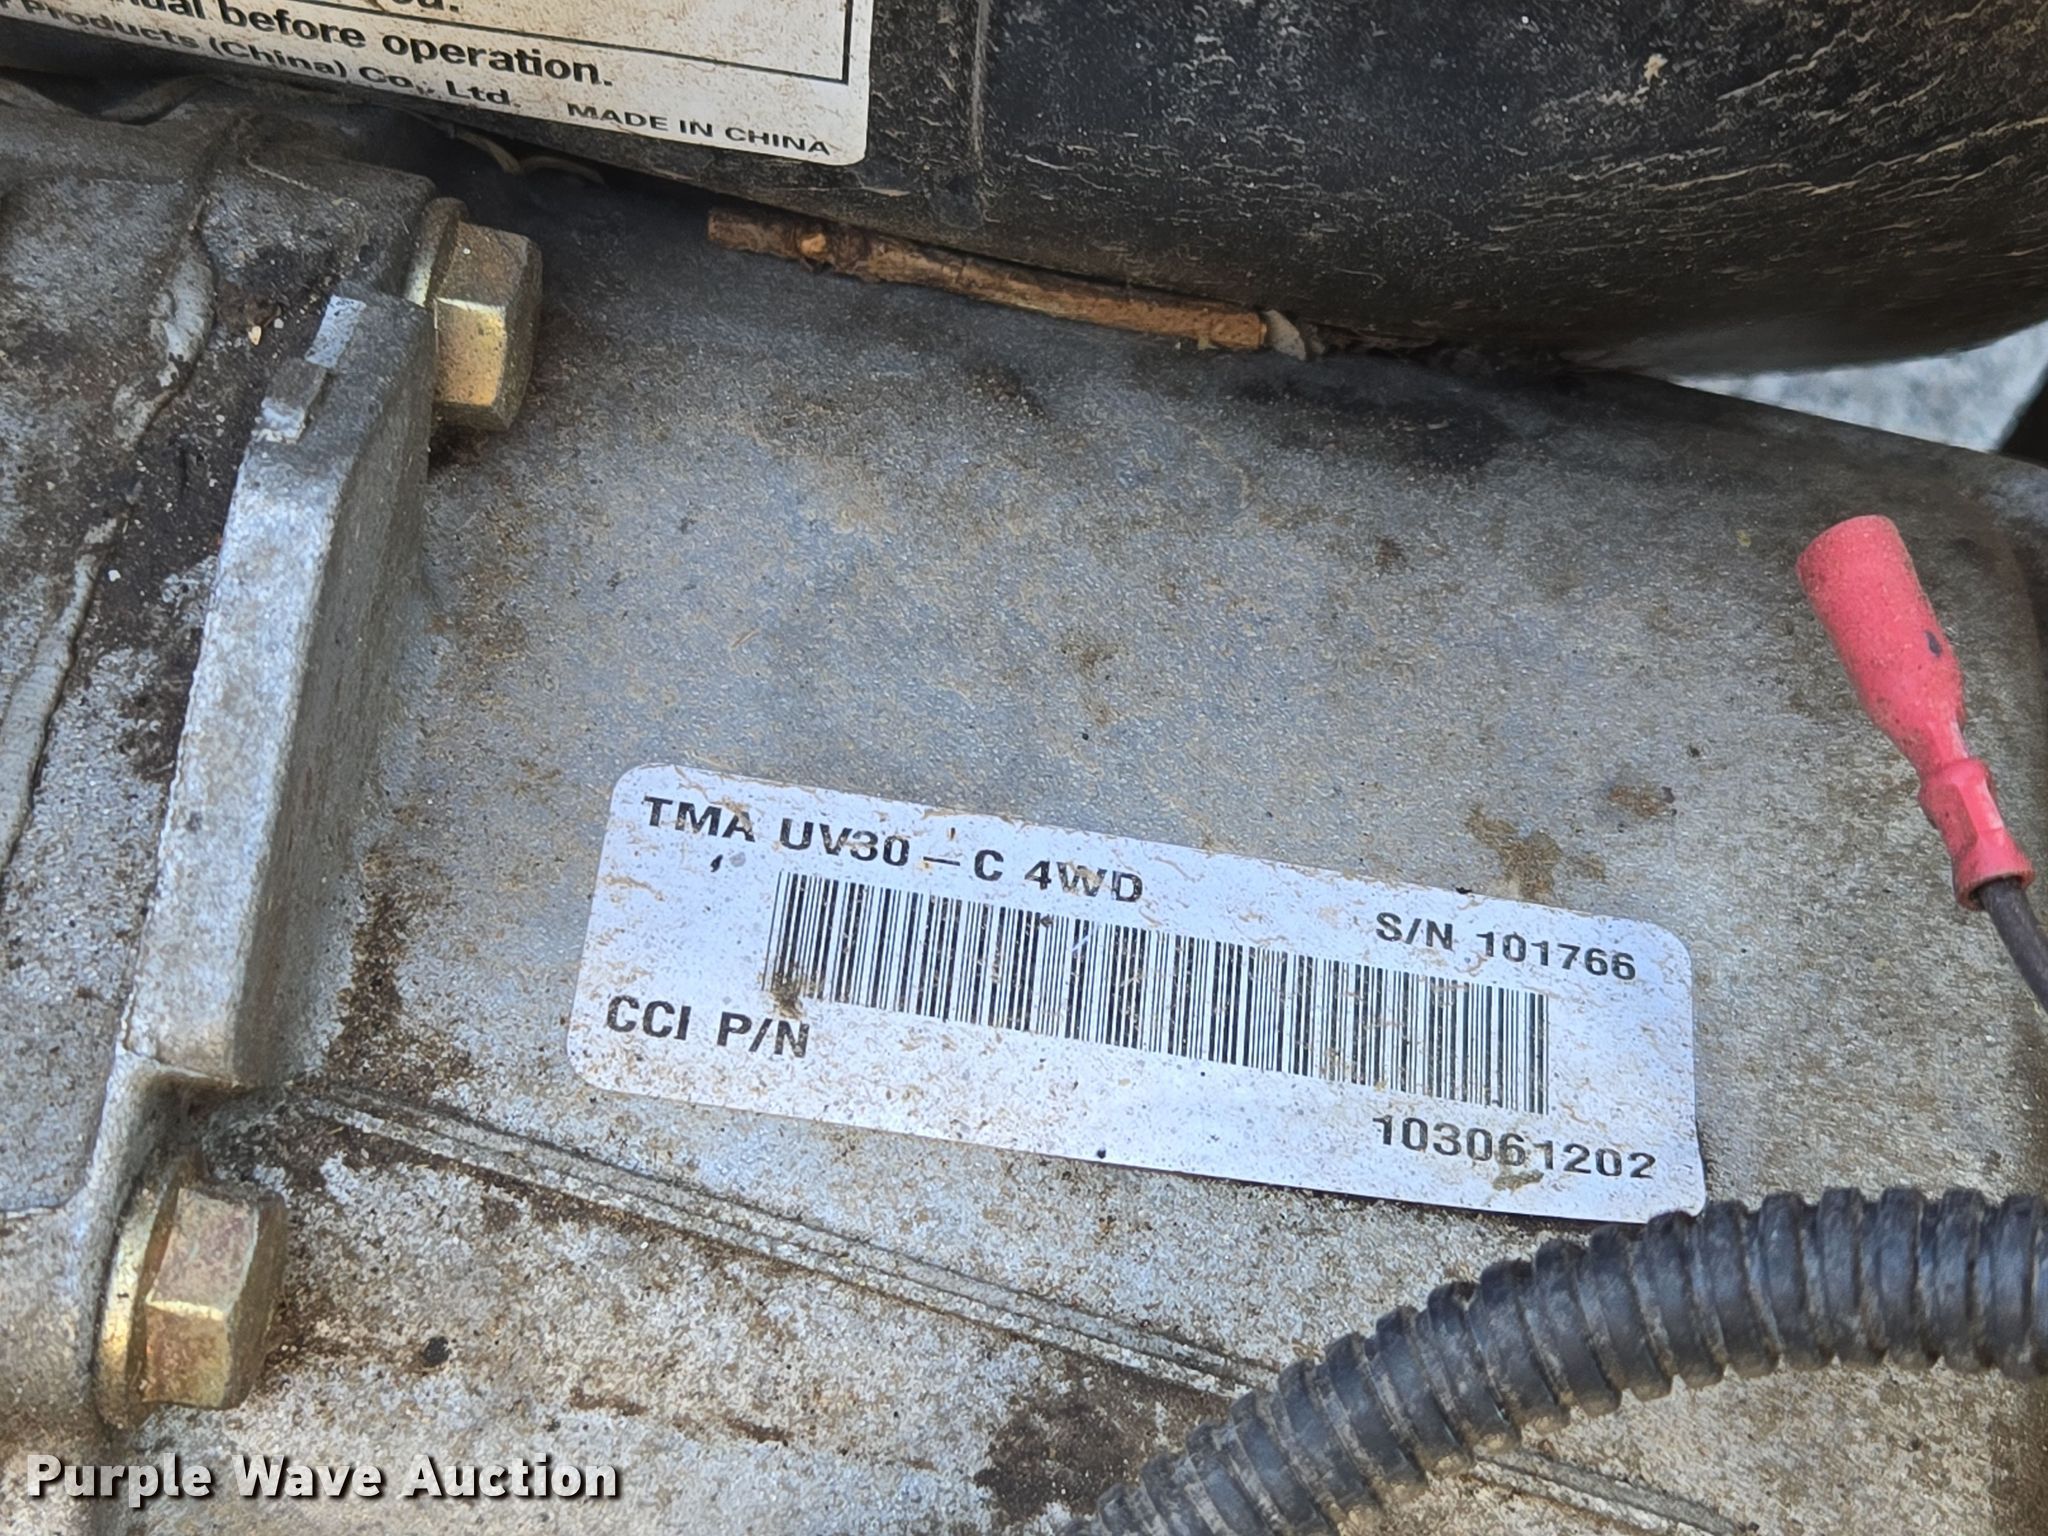 before operation.
Products (China) Co., Ltd. MADE IN CHINA
TMA UV30 – C 4WD
S/N 101766
CCI P/N
103061202
Purple Wave Auction